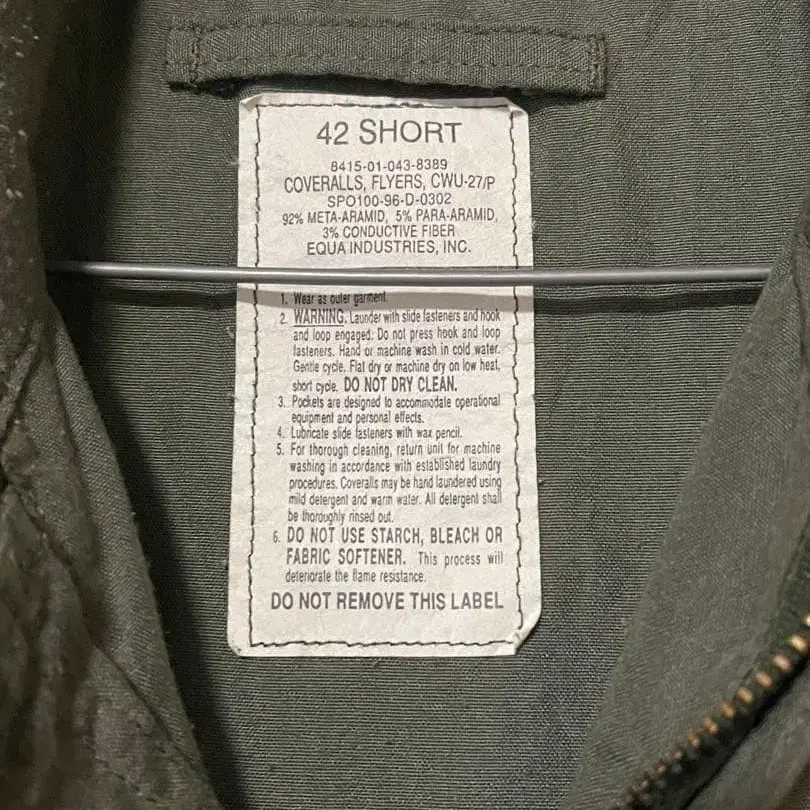 42 SHORT
8415-01-043-8389
COVERALLS, FLYERS, CWU-27/P
SPO100-96-D-0302
92% META-ARAMID, 5% PARA-ARAMID,
3% CONDUCTIVE FIBER
EQUA INDUSTRIES, INC.
1. Wear as outer garment.
2. WARNING. Launder with slide fasteners and hook
and loop engaged. Do not press hook and loop
fasteners. Hand or machine wash in cold water.
Gentle cycle. Flat dry or machine dry on low heat,
short cycle. DO NOT DRY CLEAN.
3. Pockets are designed to accommodate operational
equipment and personal effects.
4. Lubricate slide fasteners with wax pencil.
5. For thorough cleaning, return unit for machine
washing in accordance with established laundry
procedures. Coveralls may be hand laundered using
mild detergent and warm water. All detergent shall
be thoroughly rinsed out.
6. DO NOT USE STARCH, BLEACH OR
FABRIC SOFTENER. This process will
deteriorate the flame resistance.
DO NOT REMOVE THIS LABEL